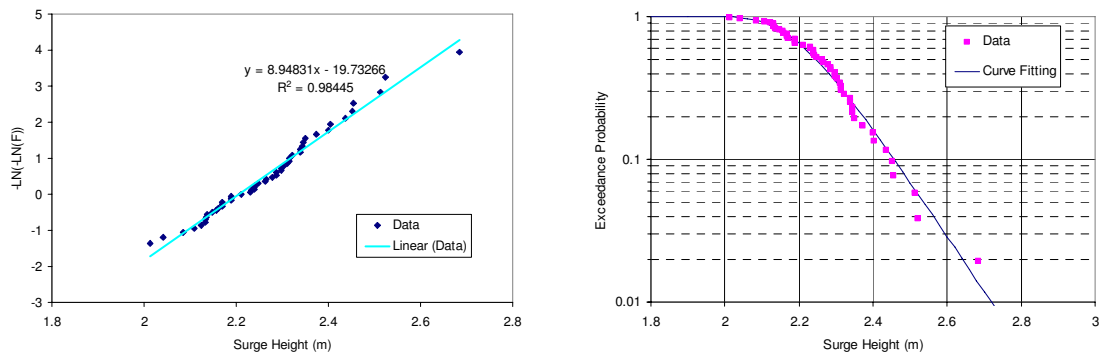 5
4
3
2
1
0
-1
-2
-3
-LN(-LN(Fi))
y = 8.94831x - 19.73266
R² = 0.98445
Data
Linear (Data)
1.8 2 2.2 2.4 2.6 2.8
Surge Height (m)
1
0.1
0.01
Exceedance Probability
Data
Curve Fitting
1.8 2 2.2 2.4 2.6 2.8 3
Surge Height (m)